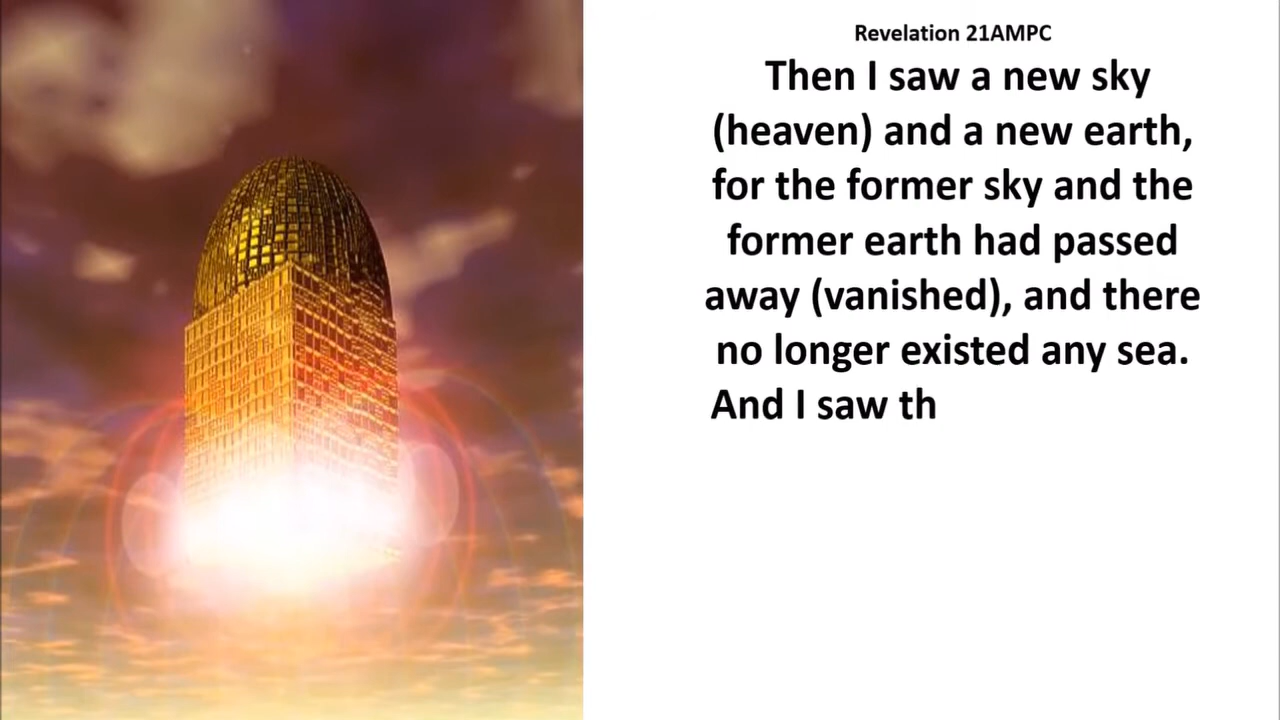 Revelation 21AMPC
Then I saw a new sky
(heaven) and a new earth,
for the former sky and the
former earth had passed
away (vanished), and there
no longer existed any sea.
And I saw th